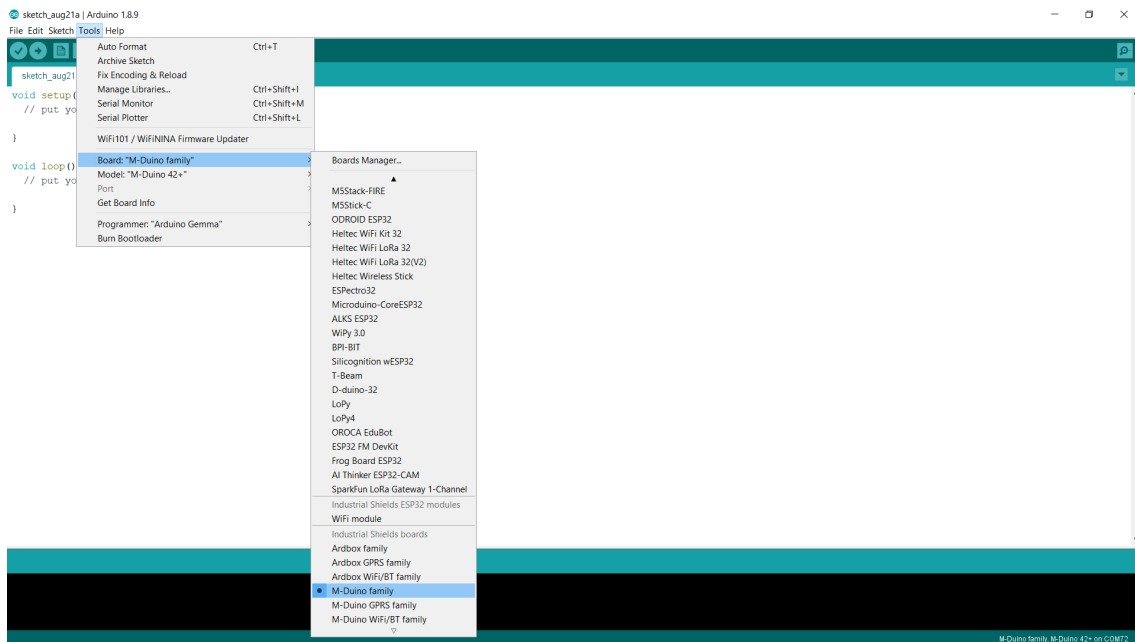 sketch_aug21a | Arduino 1.8.9
File Edit Sketch Tools Help
sketch_aug21
void setup(
// put yo
}
void loop()
// put yo
}
Auto Format Ctrl+T
Archive Sketch
Fix Encoding & Reload
Manage Libraries... Ctrl+Shift+I
Serial Monitor Ctrl+Shift+M
Serial Plotter Ctrl+Shift+L
WiFi101 / WiFiNINA Firmware Updater
Board: "M-Duino family"
Model: "M-Duino 42+"
Port
Get Board Info
Programmer: "Arduino Gemma"
Burn Bootloader
Boards Manager...
M5Stack-FIRE
M5Stick-C
ODROID ESP32
Heltec WiFi Kit 32
Heltec WiFi LoRa 32
Heltec WiFi LoRa 32(V2)
Heltec Wireless Stick
ESPectro32
Microduino-CoreESP32
ALKS ESP32
WiPy 3.0
BPI-BIT
Silicognition wESP32
T-Beam
D-duino-32
LoPy
LoPy4
OROCA EduBot
ESP32 FM DevKit
Frog Board ESP32
AI Thinker ESP32-CAM
SparkFun LoRa Gateway 1-Channel
Industrial Shields ESP32 modules
WiFi module
Industrial Shields boards
Ardbox family
Ardbox GPRS family
Ardbox WiFi/BT family
M-Duino family
M-Duino GPRS family
M-Duino WiFi/BT family
M-Duino family, M-Duino 42+ on COM72